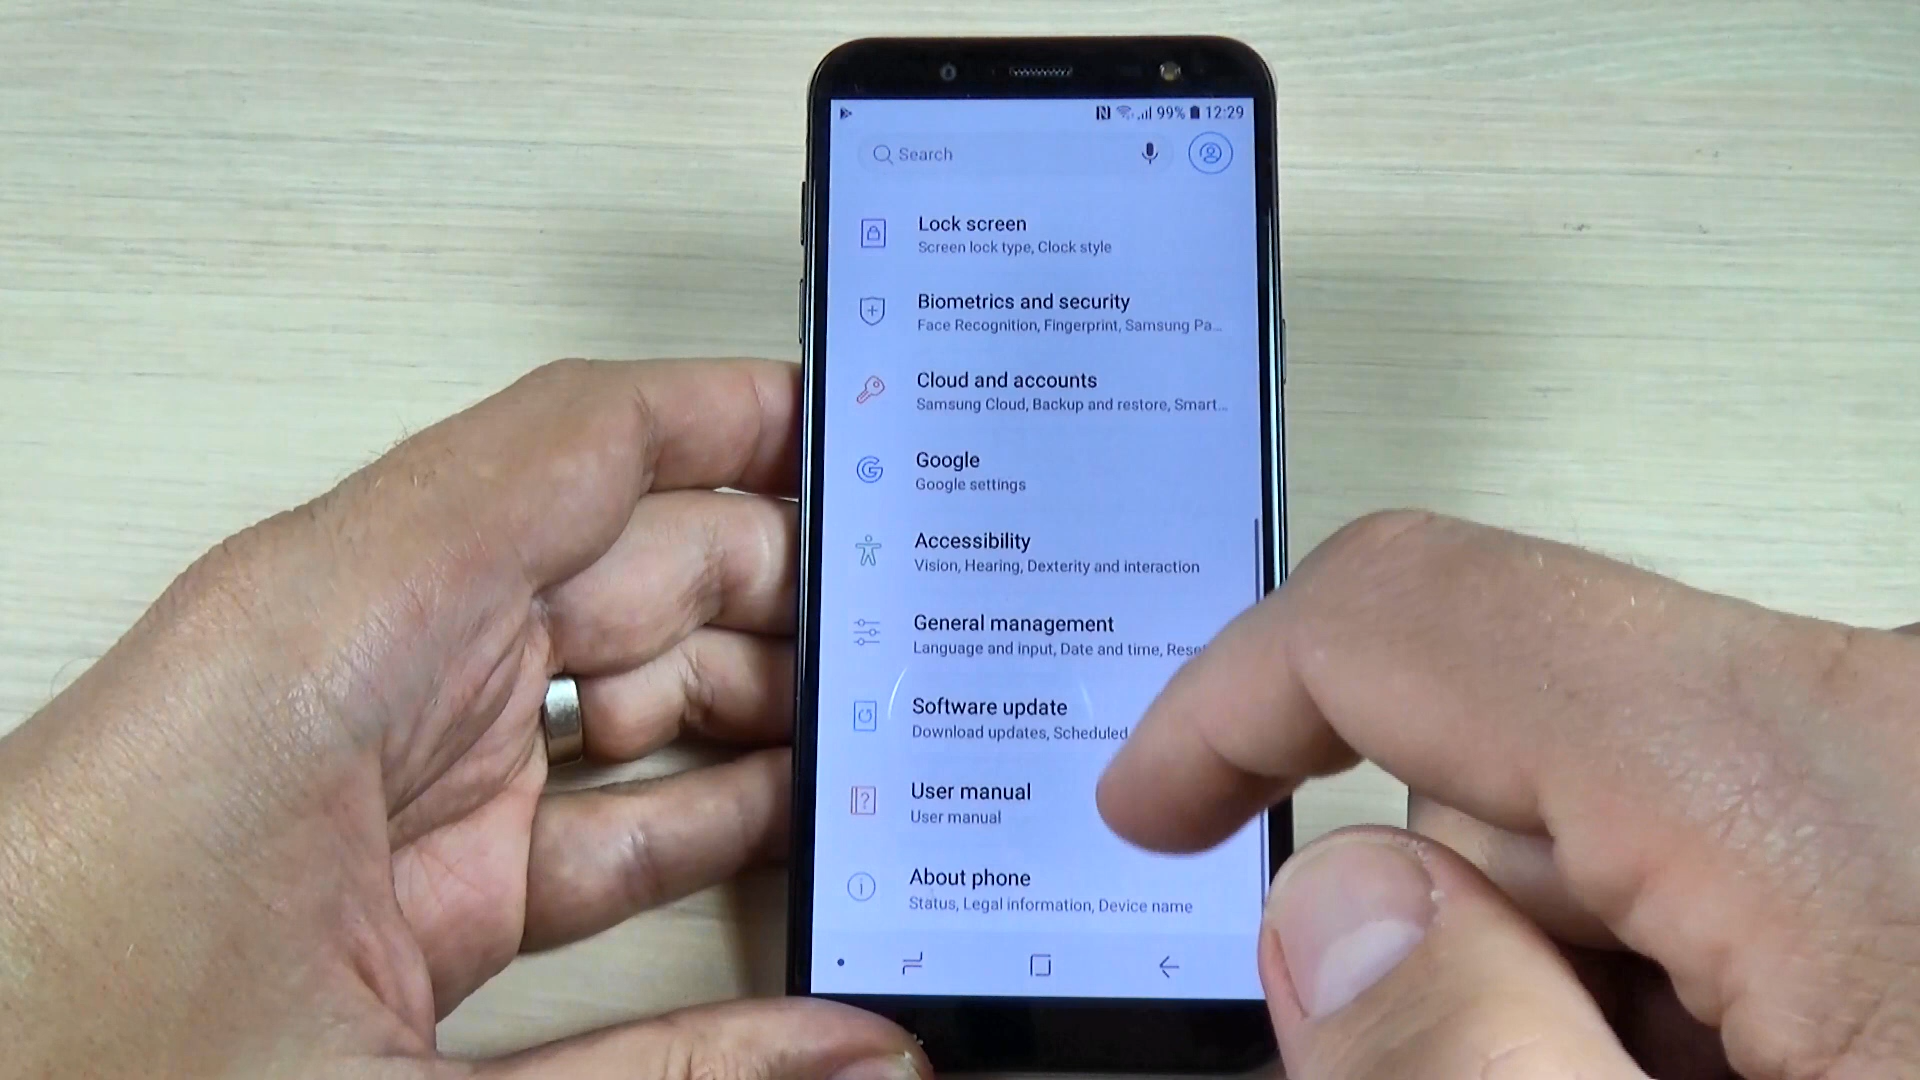 99% 12:29
Search
Lock screen
Screen lock type, Clock style
Biometrics and security
Face Recognition, Fingerprint, Samsung Pa...
Cloud and accounts
Samsung Cloud, Backup and restore, Smart...
Google
Google settings
Accessibility
Vision, Hearing, Dexterity and interaction
General management
Language and input, Date and time, Rese
Software update
Download updates, Scheduled
User manual
User manual
About phone
Status, Legal information, Device name